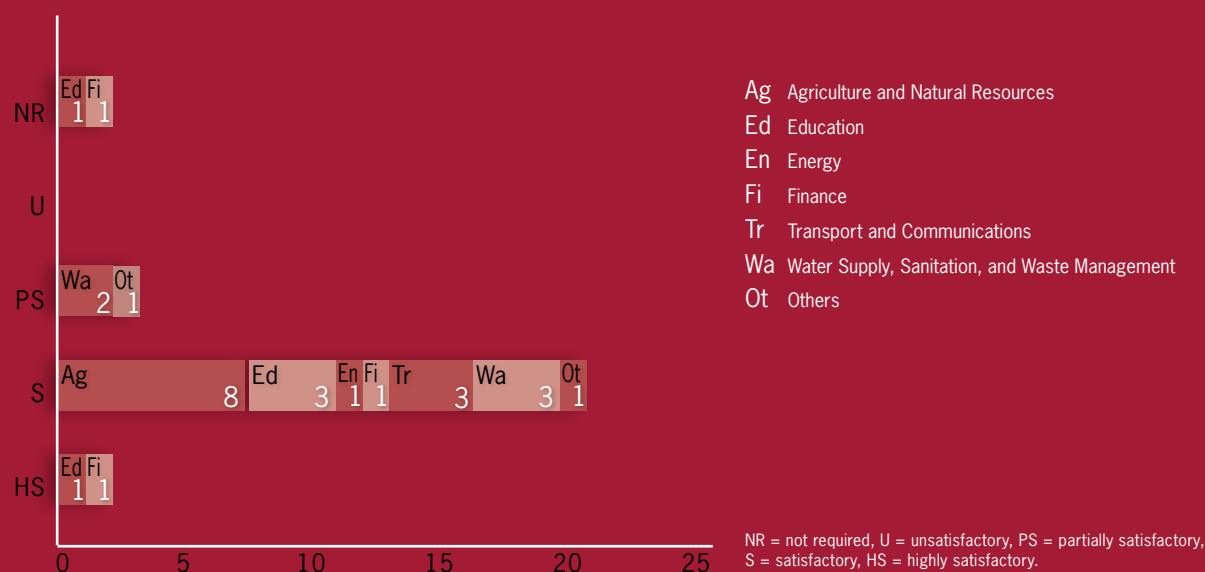 NR
Ed Fi
1 1
U
PS
Wa Ot
2 1
S
Ag Ed En Fi Tr Wa Ot
8 3 1 1 3 3 1
HS
Ed Fi
1 1
0 5 10 15 20 25
Ag Agriculture and Natural Resources
Ed Education
En Energy
Fi Finance
Tr Transport and Communications
Wa Water Supply, Sanitation, and Waste Management
Ot Others
NR = not required, U = unsatisfactory, PS = partially satisfactory,
S = satisfactory, HS = highly satisfactory.